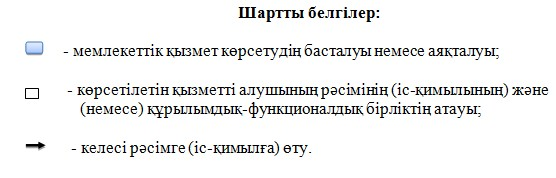 Шартты белгілер:
- мемлекеттік қызмет көрсетудің басталуы немесе аяқталуы;
- көрсетілетін қызметті алушының рәсімінің (іс-қимылының) және
(немесе) құрылымдық-функционалдық бірліктің атауы;
- келесі рәсімге (іс-қимылға) өту.